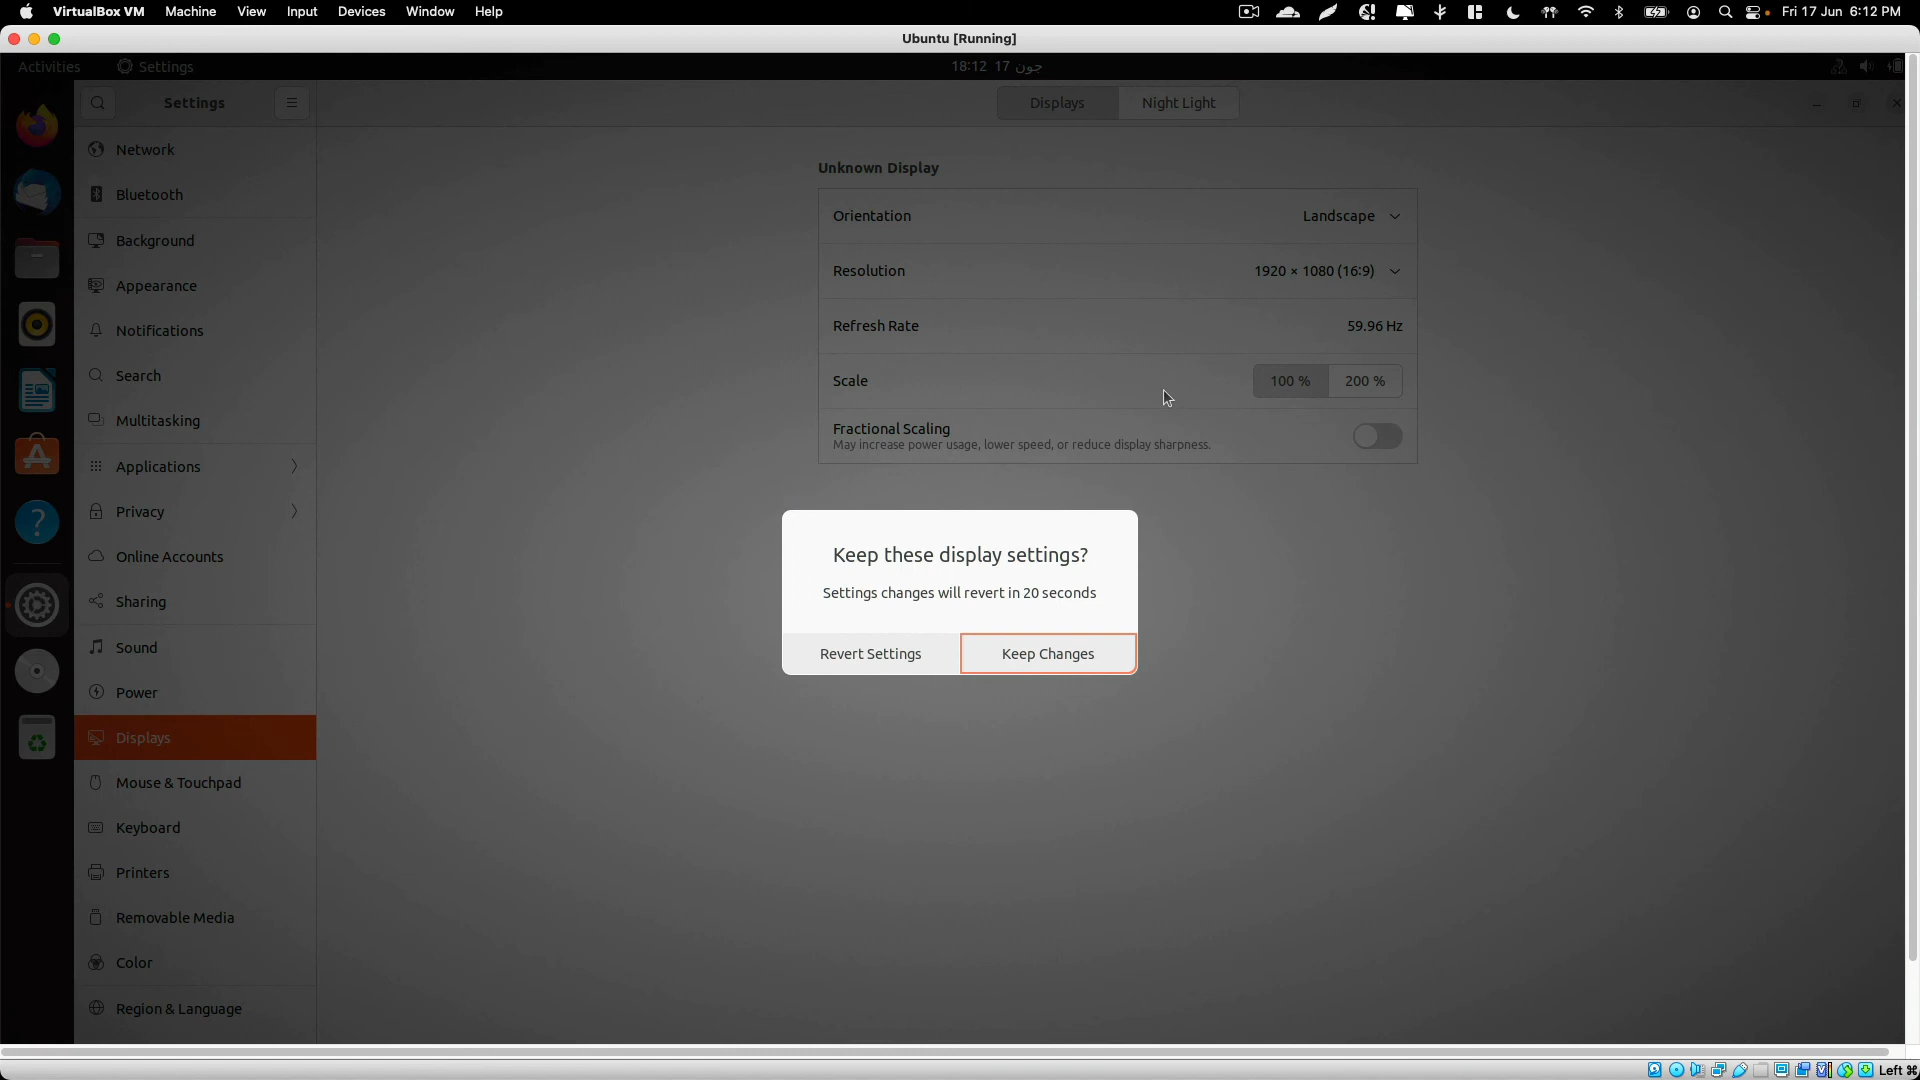 VirtualBox VM Machine View Input Devices Window Help Fri 17 Jun 6:12 PM
Ubuntu [Running]
Activities Settings 18:12 17 جون
Settings Displays Night Light
Network
Bluetooth
Background
Appearance
Notifications
Search
Multitasking
Applications
Privacy
Online Accounts
Sharing
Sound
Power
Displays
Mouse & Touchpad
Keyboard
Printers
Removable Media
Color
Region & Language
Unknown Display
Orientation Landscape
Resolution 1920 × 1080 (16:9)
Refresh Rate 59.96 Hz
Scale 100 % 200 %
Fractional Scaling
May increase power usage, lower speed, or reduce display sharpness.
Keep these display settings?
Settings changes will revert in 20 seconds
Revert Settings Keep Changes
Left ⌘